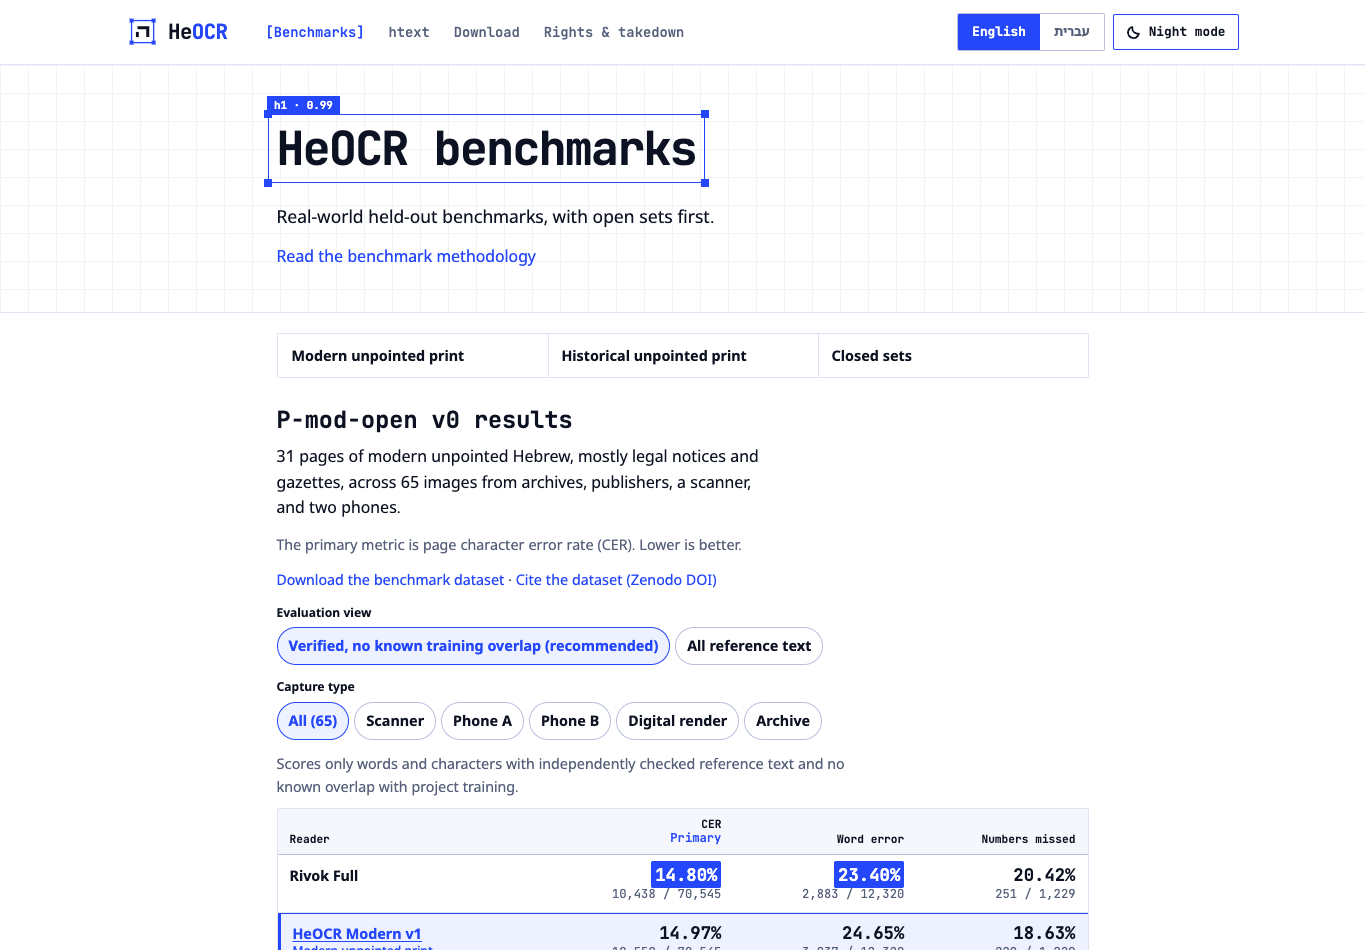 HeOCR
[Benchmarks]
htext
Download
Rights & takedown
English
עברית
Night mode
h1 · 0.99
HeOCR benchmarks
Real-world held-out benchmarks, with open sets first.
Read the benchmark methodology
Modern unpointed print
Historical unpointed print
Closed sets
P-mod-open v0 results
31 pages of modern unpointed Hebrew, mostly legal notices and
gazettes, across 65 images from archives, publishers, a scanner,
and two phones.
The primary metric is page character error rate (CER). Lower is better.
Download the benchmark dataset · Cite the dataset (Zenodo DOI)
Evaluation view
Verified, no known training overlap (recommended)
All reference text
Capture type
All (65)
Scanner
Phone A
Phone B
Digital render
Archive
Scores only words and characters with independently checked reference text and no
known overlap with project training.
Reader
CER
Primary
Word error
Numbers missed
Rivok Full
14.80%
10,438 / 70,545
23.40%
2,883 / 12,320
20.42%
251 / 1,229
HeOCR Modern v1
14.97%
24.65%
18.63%
Modern unpointed print